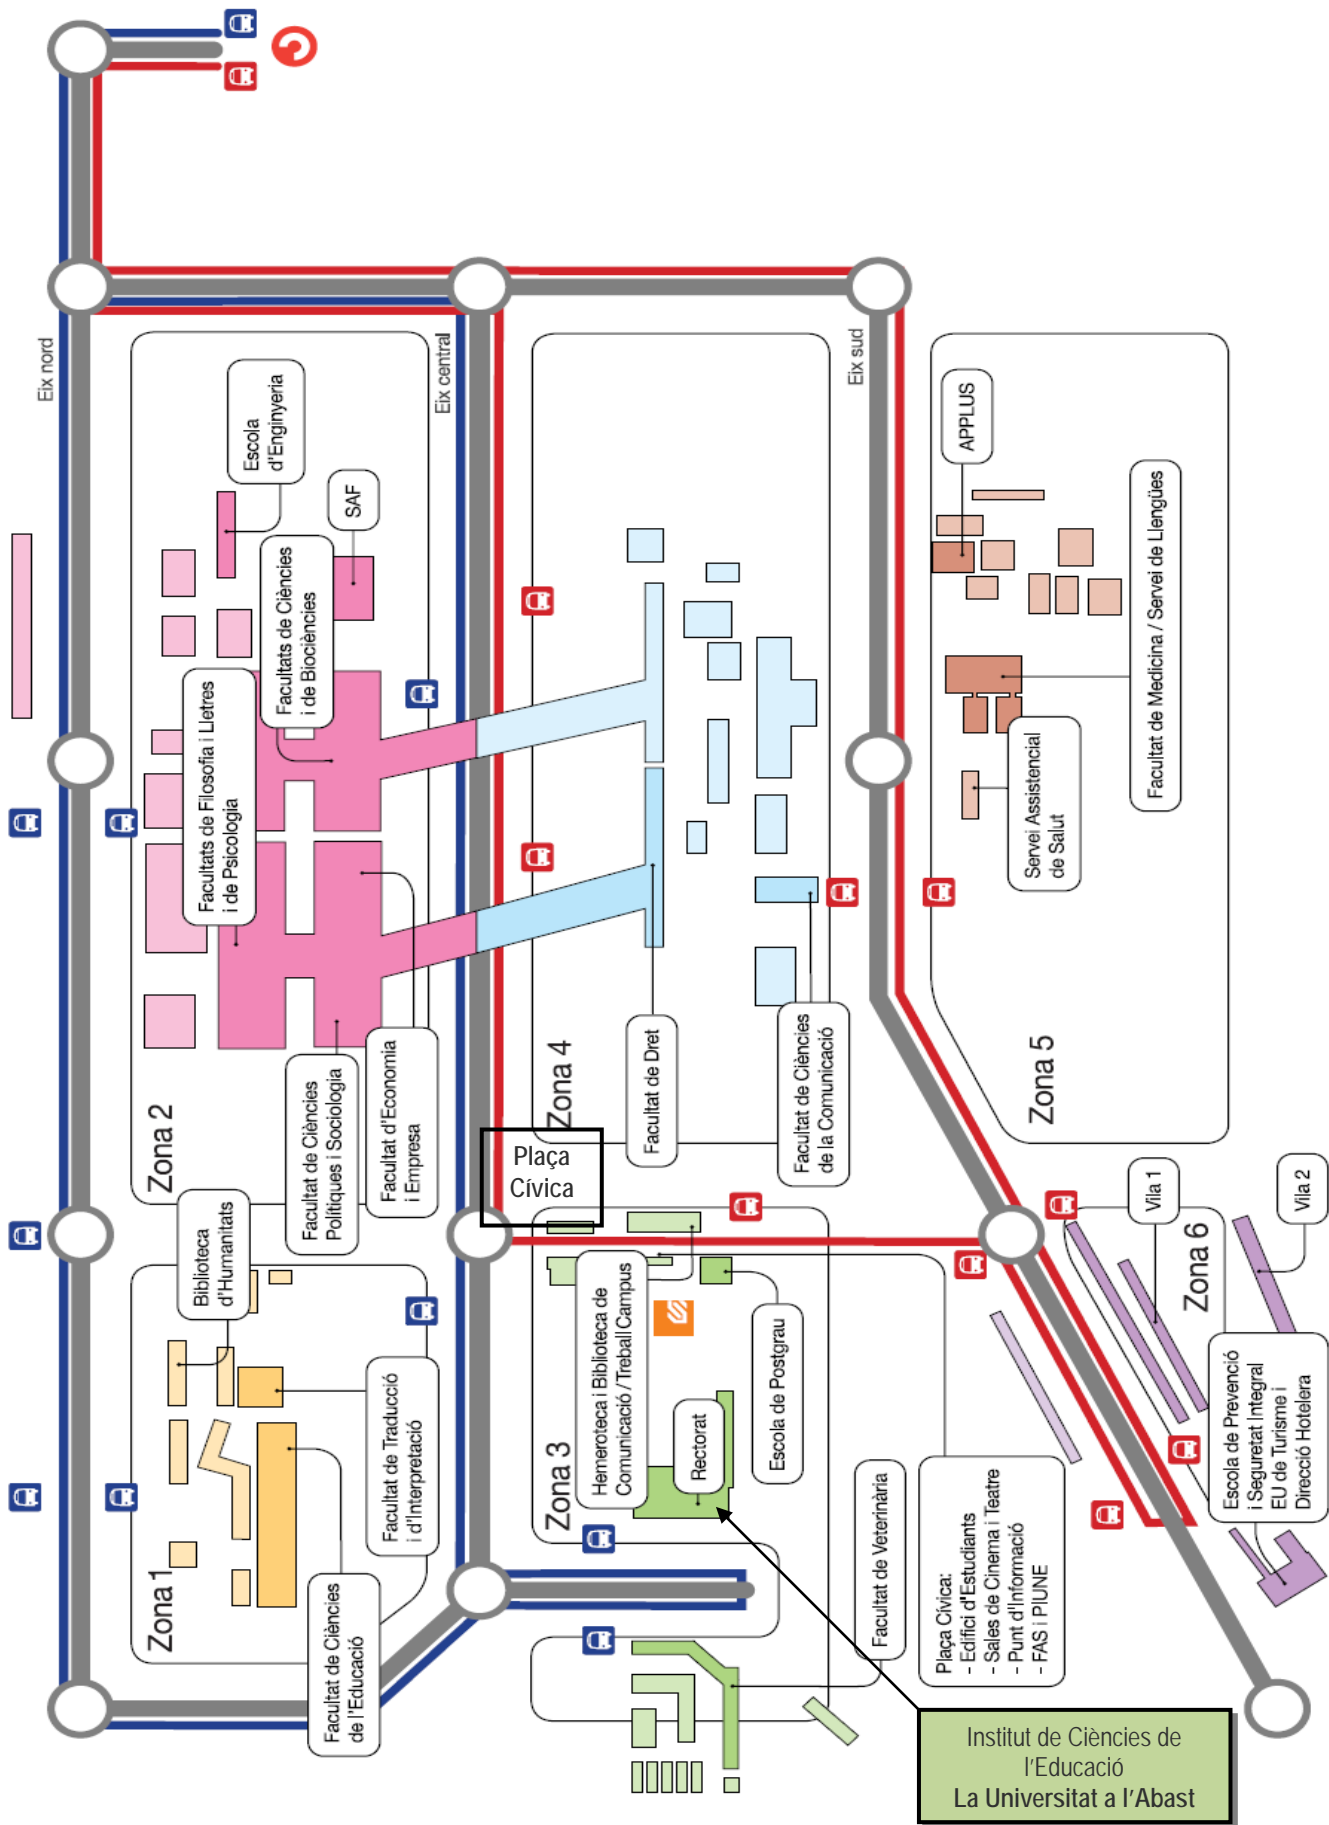 Eix nord
Zona 2
Escola
d'Enginyeria
SAF
Facultats de Ciències
i de Biociències
Facultats de Filosofia i Lletres
i de Psicologia
Facultat de Ciències
Polítiques i Sociologia
Facultat d'Economia
i Empresa
Eix central
Zona 1
Biblioteca
d'Humanitats
Facultat de Traducció
i d'Interpretació
Facultat de Ciències
de l'Educació
Plaça
Cívica
Zona 4
Facultat de Dret
Facultat de Ciències
de la Comunicació
Eix sud
Zona 3
Hemeroteca i Biblioteca de
Comunicació / Treball Campus
Rectorat
Escola de Postgrau
Facultat de Veterinària
Plaça Cívica:
- Edifici d'Estudiants
- Sales de Cinema i Teatre
- Punt d'Informació
- FAS i PIUNE
Zona 5
APPLUS
Facultat de Medicina / Servei de Llengües
Servei Assistencial
de Salut
Zona 6
Vila 1
Vila 2
Escola de Prevenció
i Seguretat Integral
EU de Turisme i
Direcció Hotelera
Institut de Ciències de
l'Educació
La Universitat a l'Abast